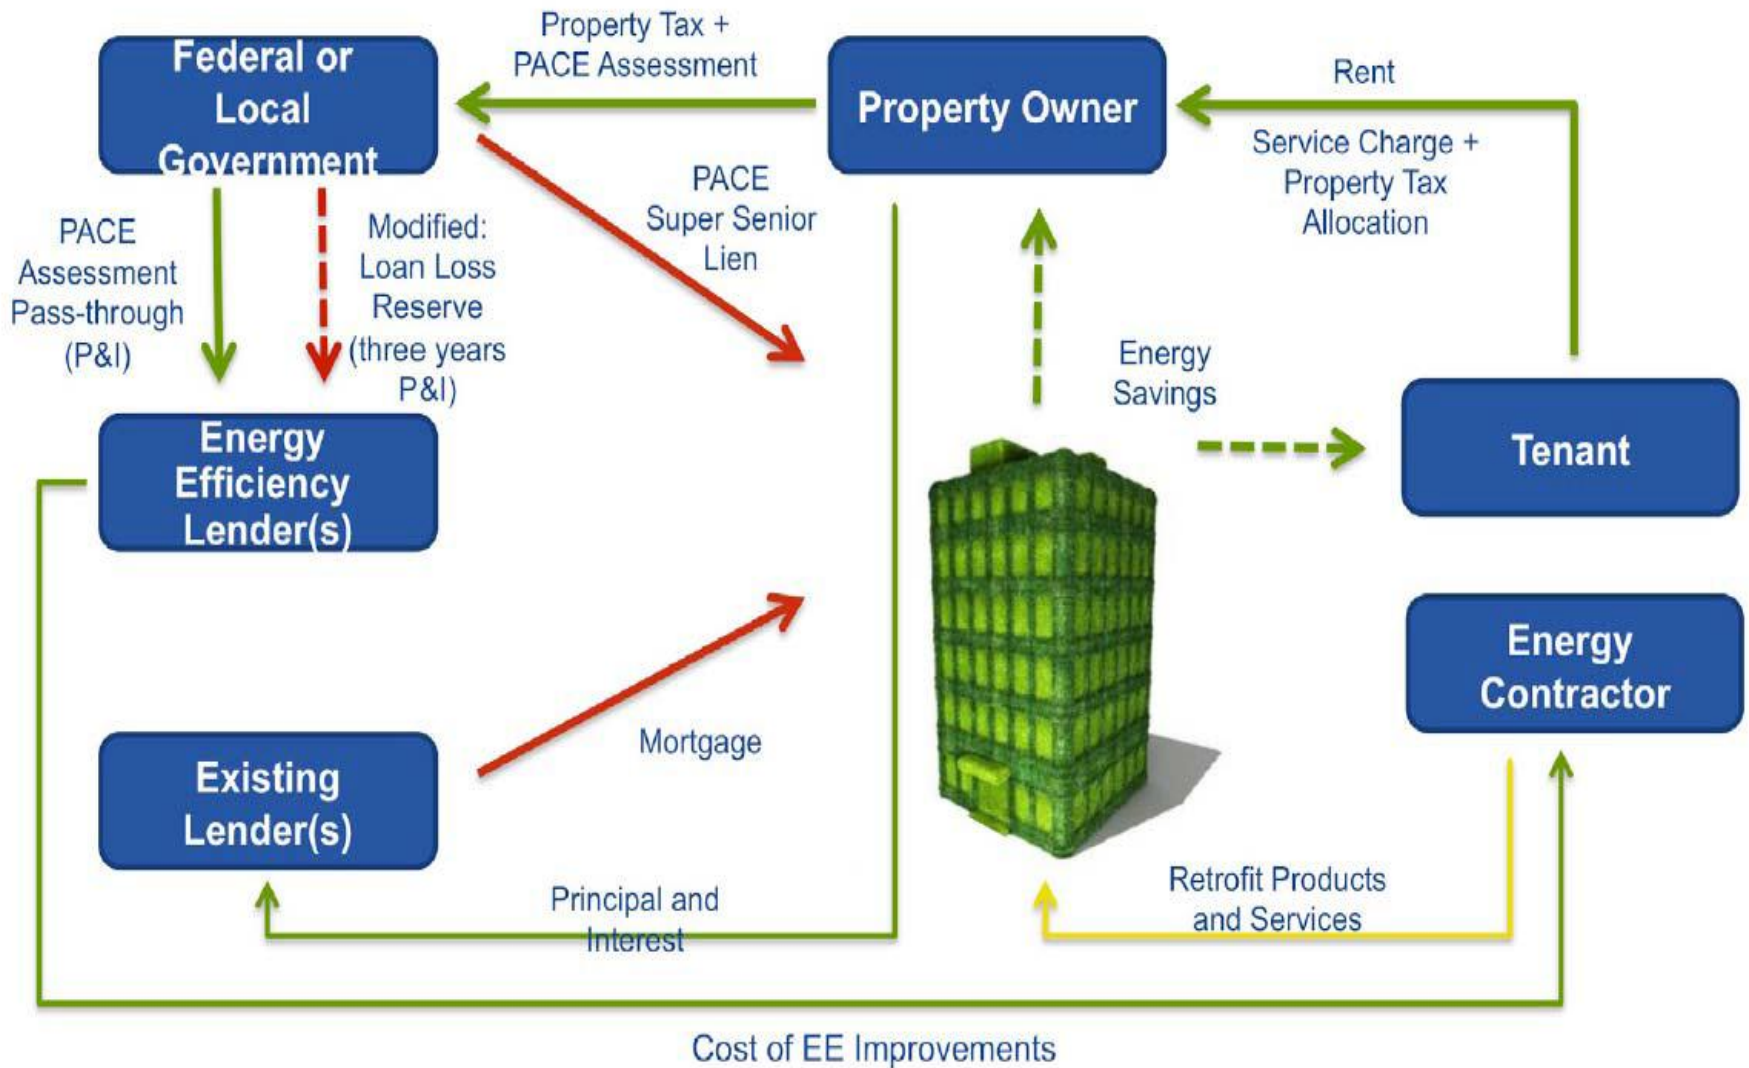 Federal or
Local
Government
Property Tax +
PACE Assessment
Property Owner
Rent
Service Charge +
Property Tax
Allocation
PACE
Assessment
Pass-through
(P&I)
Modified:
Loan Loss
Reserve
(three years
P&I)
PACE
Super Senior
Lien
Energy
Savings
Energy
Efficiency
Lender(s)
Tenant
Energy
Contractor
Existing
Lender(s)
Mortgage
Principal and
Interest
Retrofit Products
and Services
Cost of EE Improvements